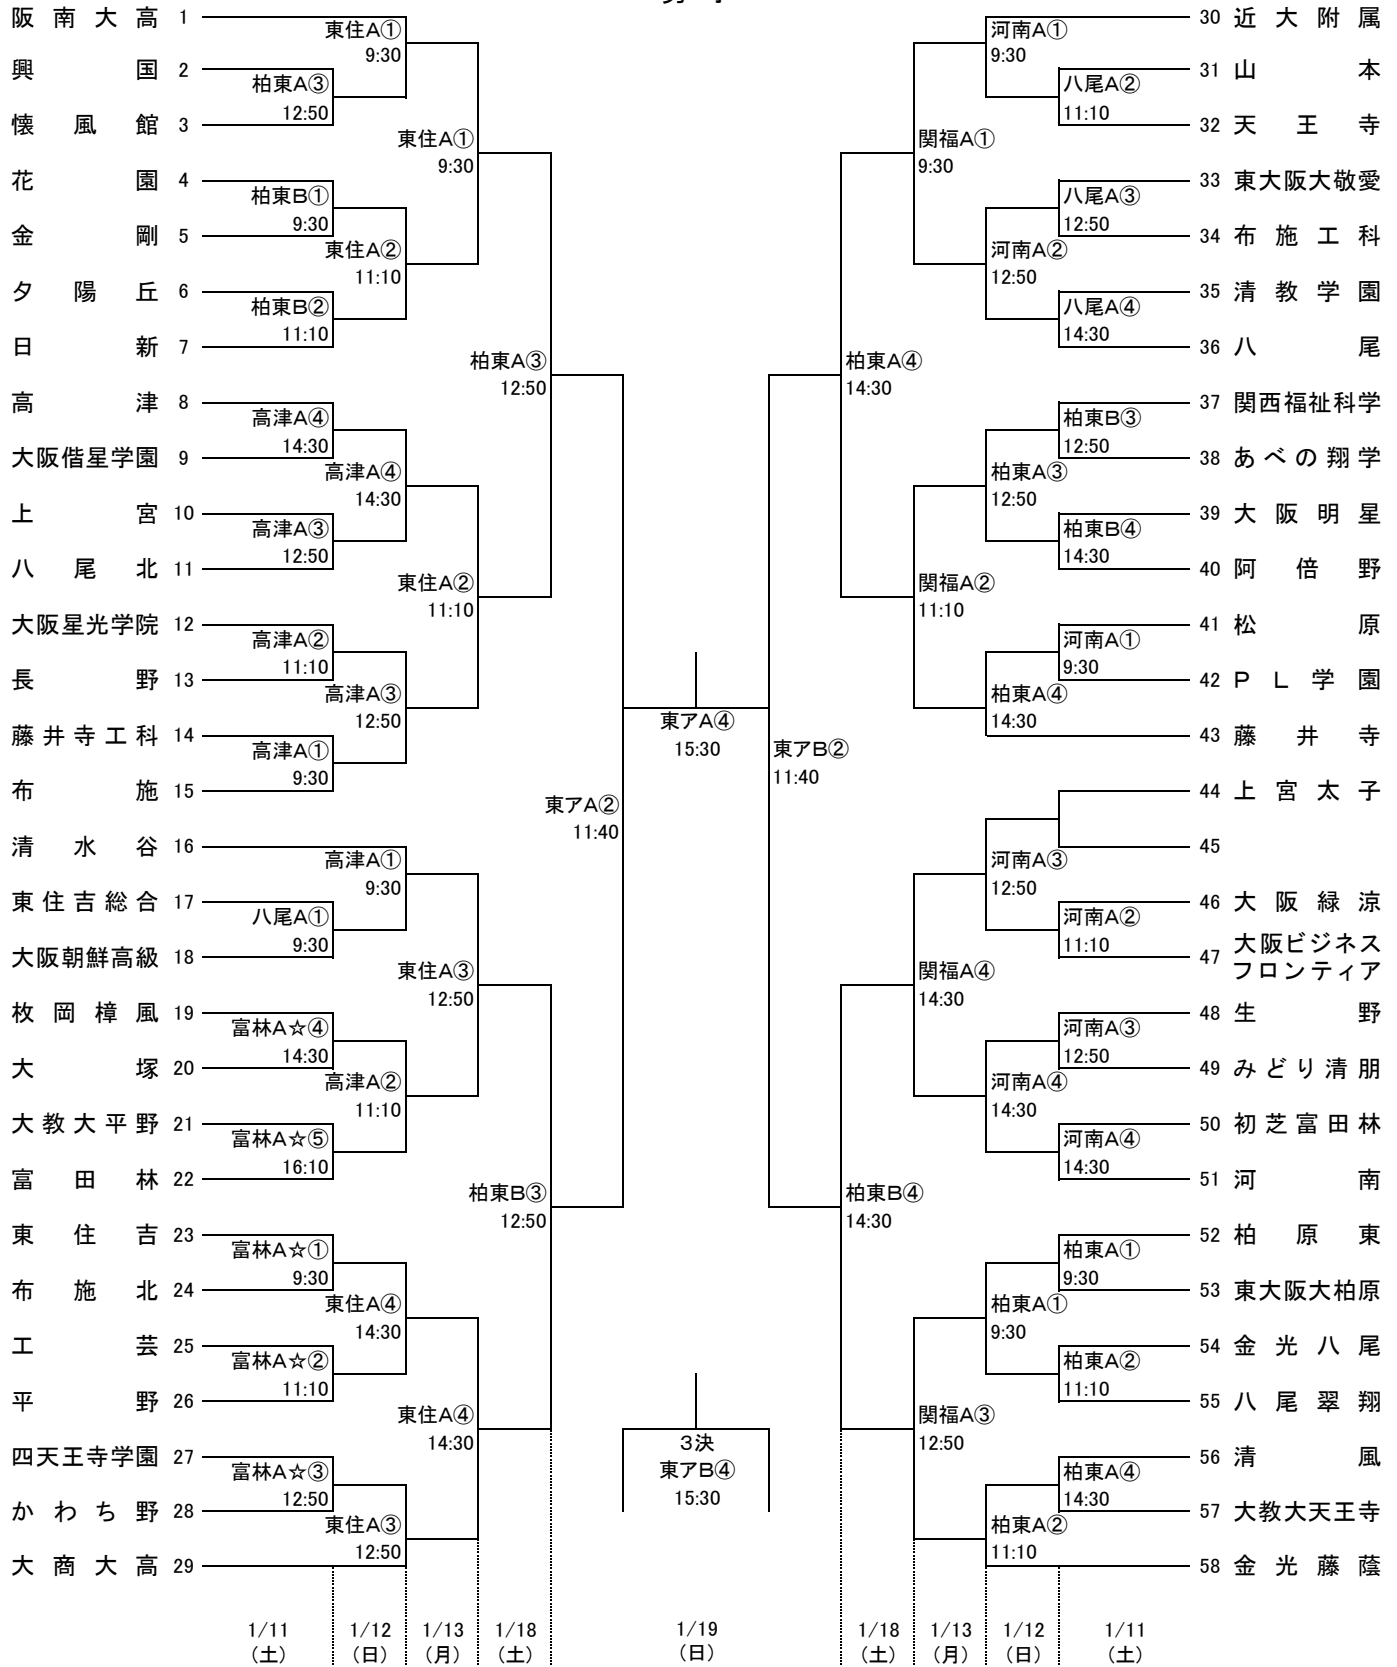 阪南大高 1
興国 2
懐風館 3
花園 4
金剛 5
夕陽丘 6
日新 7
高津 8
大阪偕星学園 9
上宮 10
八尾北 11
大阪星光学院 12
長野 13
藤井寺工科 14
布施 15
清水谷 16
東住吉総合 17
大阪朝鮮高級 18
枚岡樟風 19
大塚 20
大教大平野 21
富田林 22
東住吉 23
布施北 24
工芸 25
平野 26
四天王寺学園 27
かわち野 28
大商大高 29
柏東A③
12:50
柏東B①
9:30
柏東B②
11:10
高津A④
14:30
高津A③
12:50
高津A②
11:10
高津A①
9:30
八尾A①
9:30
富林A☆④
14:30
富林A☆⑤
16:10
富林A☆①
9:30
富林A☆②
11:10
富林A☆③
12:50
東住A①
9:30
東住A②
11:10
高津A④
14:30
高津A③
12:50
高津A①
9:30
高津A②
11:10
東住A④
14:30
東住A③
12:50
東住A①
9:30
東住A②
11:10
東住A③
12:50
東住A④
14:30
柏東A③
12:50
柏東B③
12:50
東アA②
11:40
東アA④
15:30
３決
東アB④
15:30
東アB②
11:40
柏東A④
14:30
柏東B④
14:30
関福A①
9:30
関福A②
11:10
関福A④
14:30
関福A③
12:50
河南A①
9:30
河南A②
12:50
柏東A③
12:50
柏東A④
14:30
河南A③
12:50
河南A④
14:30
柏東A①
9:30
柏東A②
11:10
八尾A②
11:10
八尾A③
12:50
八尾A④
14:30
柏東B③
12:50
柏東B④
14:30
河南A①
9:30
河南A②
11:10
河南A③
12:50
河南A④
14:30
柏東A①
9:30
柏東A②
11:10
柏東A④
14:30
30 近大附属
31 山本
32 天王寺
33 東大阪大敬愛
34 布施工科
35 清教学園
36 八尾
37 関西福祉科学
38 あべの翔学
39 大阪明星
40 阿倍野
41 松原
42 ＰＬ学園
43 藤井寺
44 上宮太子
45
46 大阪緑涼
47 大阪ビジネス
フロンティア
48 生野
49 みどり清朋
50 初芝富田林
51 河南
52 柏原東
53 東大阪大柏原
54 金光八尾
55 八尾翠翔
56 清風
57 大教大天王寺
58 金光藤蔭
1/11 1/12 1/13 1/18 1/19 1/18 1/13 1/12 1/11
（土） （日） （月） （土） （日） （土） （月） （日） （土）